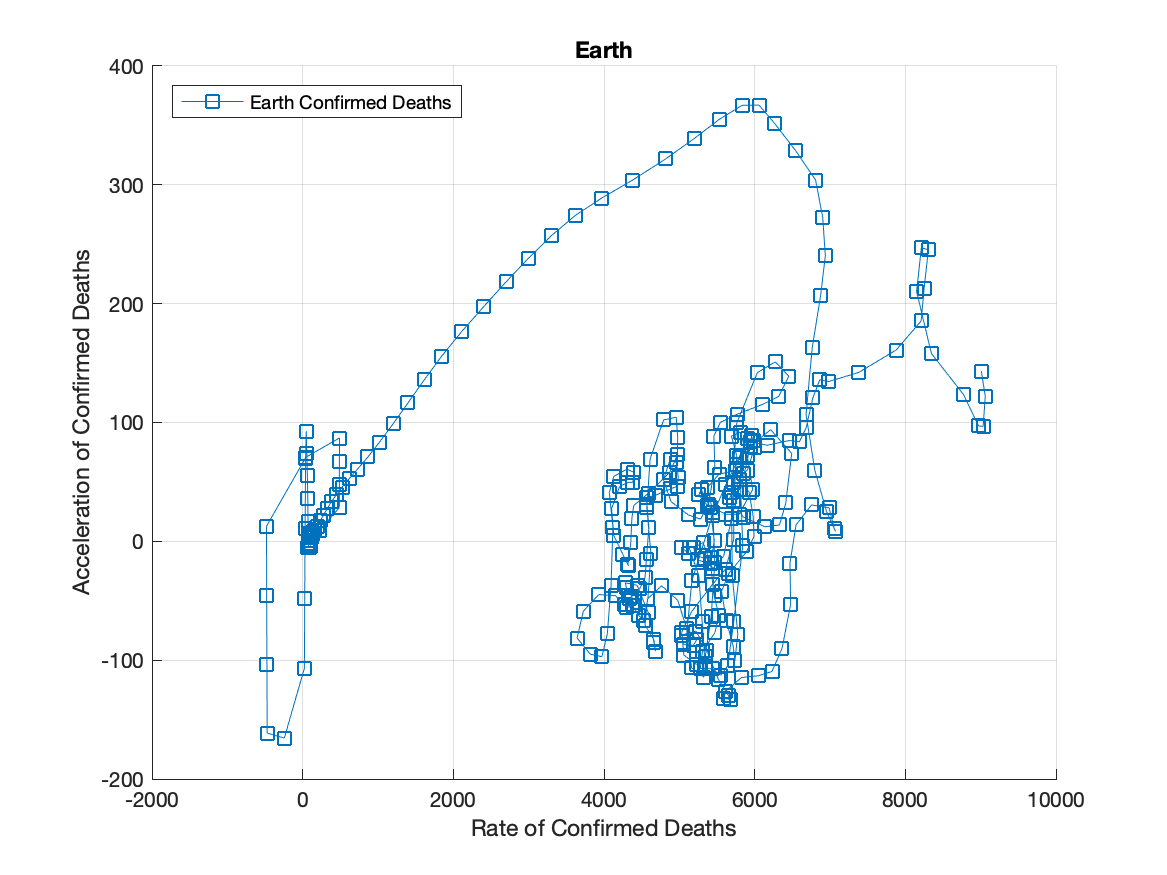 Earth
400
Earth Confirmed Deaths
300
200
100
0
-100
-200
Acceleration of Confirmed Deaths
-2000 0 2000 4000 6000 8000 10000
Rate of Confirmed Deaths